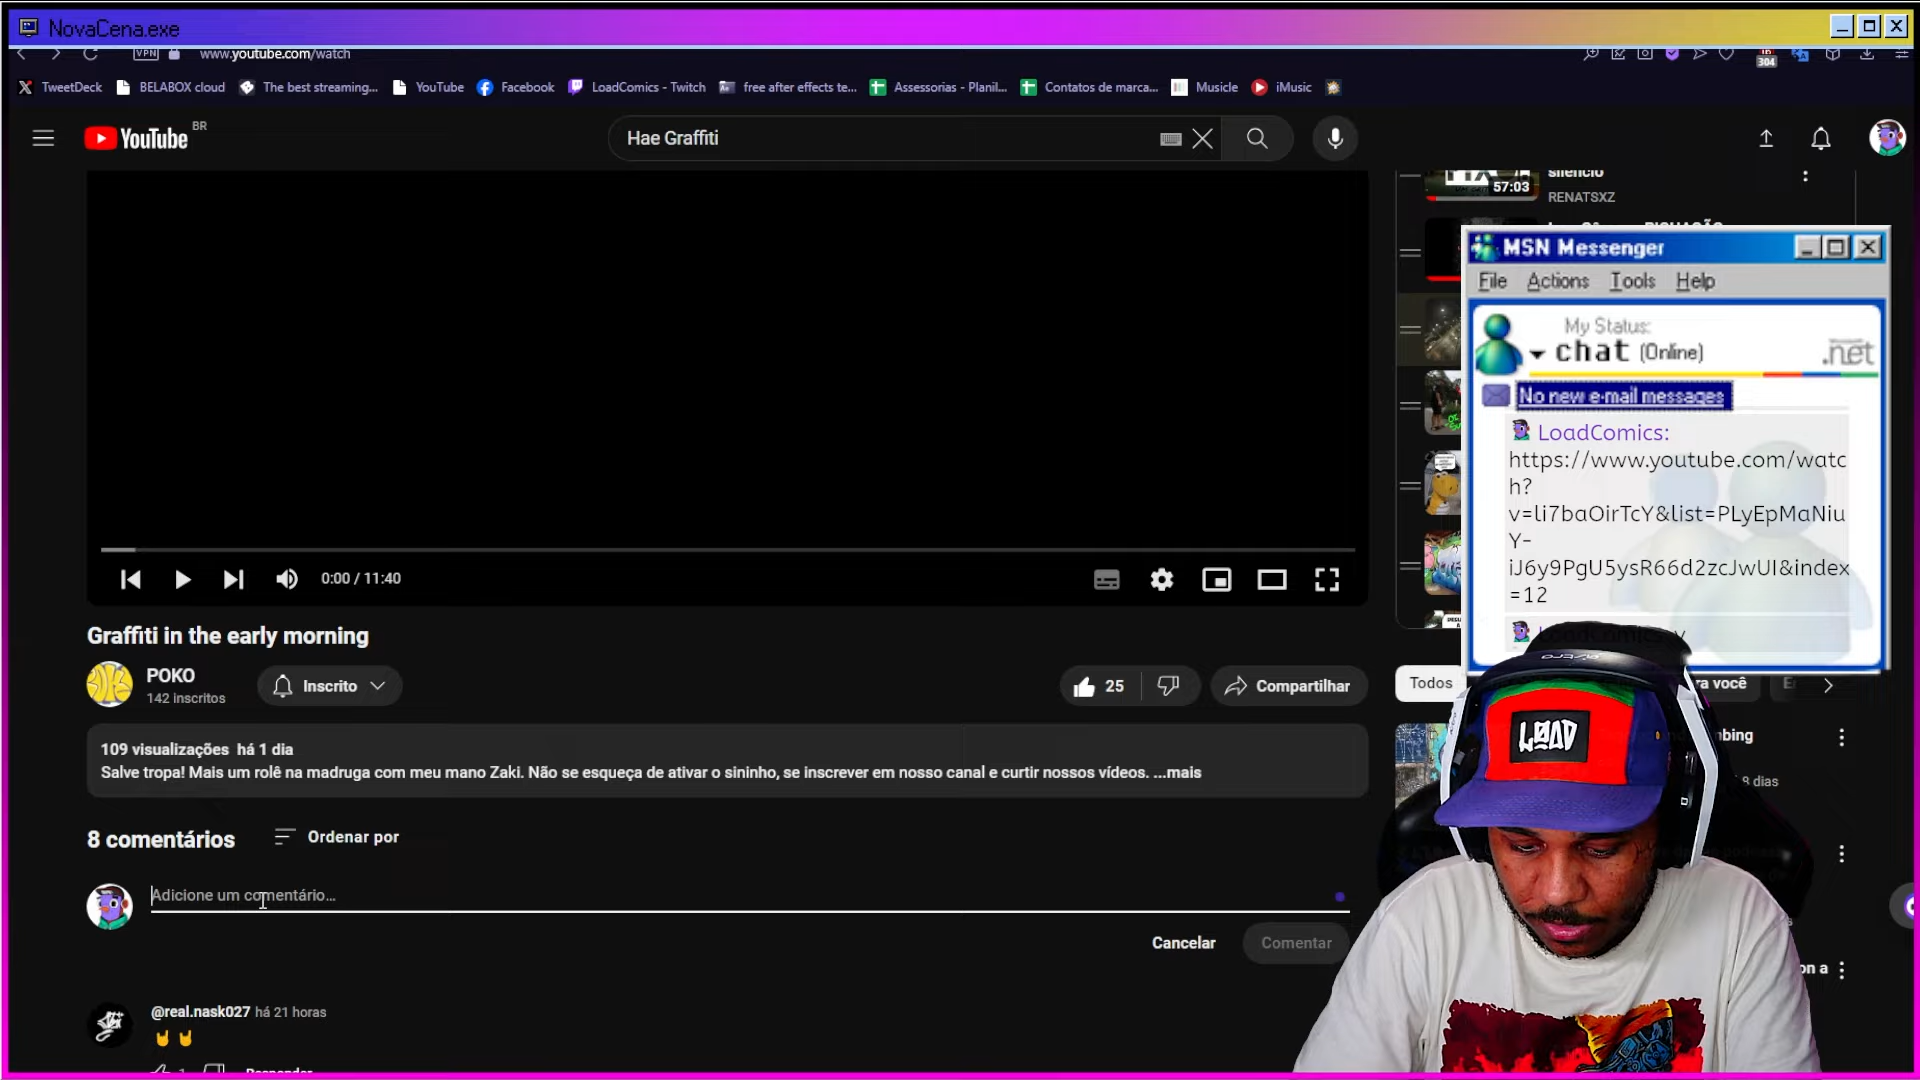 NovaCena.exe
VPN www.youtube.com/watch 304
TweetDeck BELABOX cloud The best streaming... YouTube Facebook LoadComics - Twitch free after effects te... Assessorias - Planil... Contatos de marca... Musicle iMusic
YouTube BR
Hae Graffiti
57:03
silencio
RENATSXZ
MSN Messenger
File Actions Tools Help
My Status:
chat (Online)
.net
No new e-mail messages
LoadComics:
https://www.youtube.com/watc
h?
v=li7baOirTcY&list=PLyEpMaNiu
Y-
iJ6y9PgU5ysR66d2zcJwUI&index
=12
0:00 / 11:40
Graffiti in the early morning
POKO
142 inscritos
Inscrito
25
Compartilhar
Todos
ra você
109 visualizações há 1 dia
Salve tropa! Mais um rolê na madruga com meu mano Zaki. Não se esqueça de ativar o sininho, se inscrever em nosso canal e curtir nossos vídeos. ...mais
LOAD
8 dias
8 comentários
Ordenar por
Adicione um comentário...
Cancelar
Comentar
on a
@real.nask027 há 21 horas
1 Responder